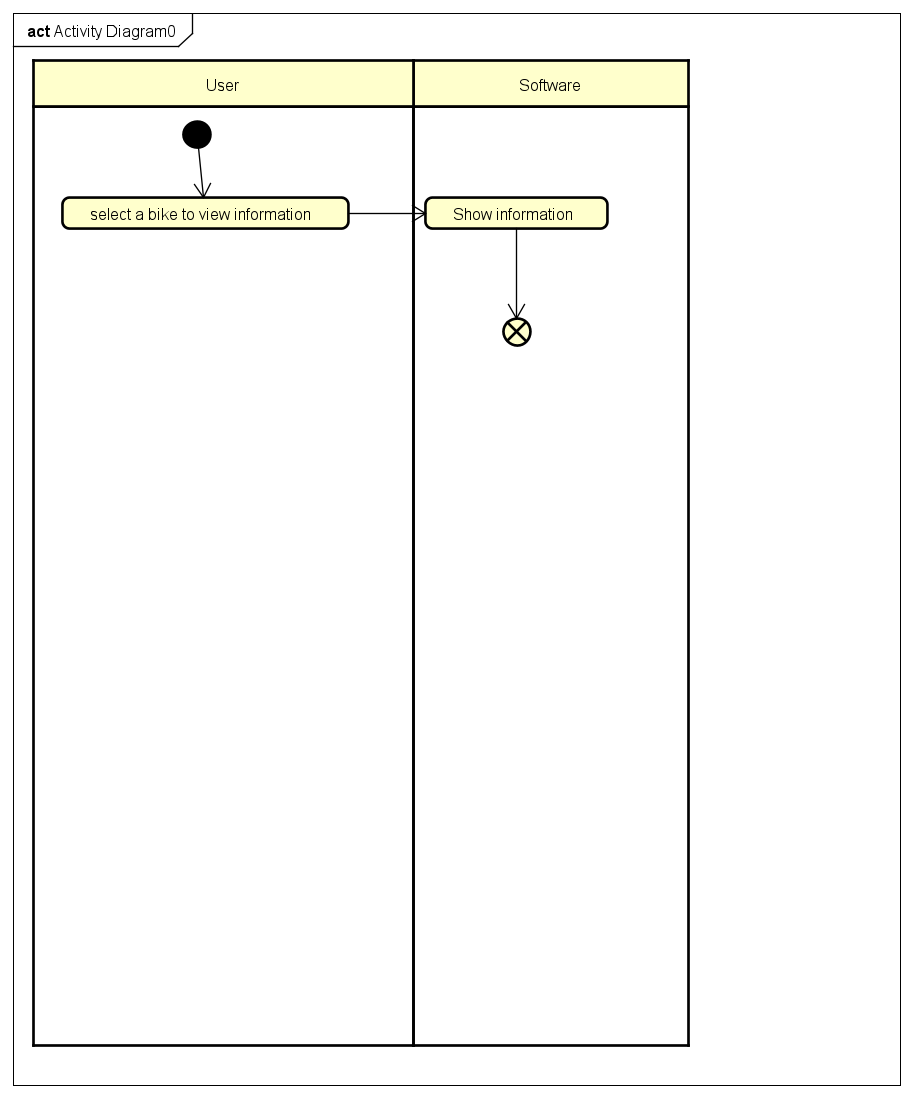 act Activity Diagram0
User
Software
select a bike to view information
Show information